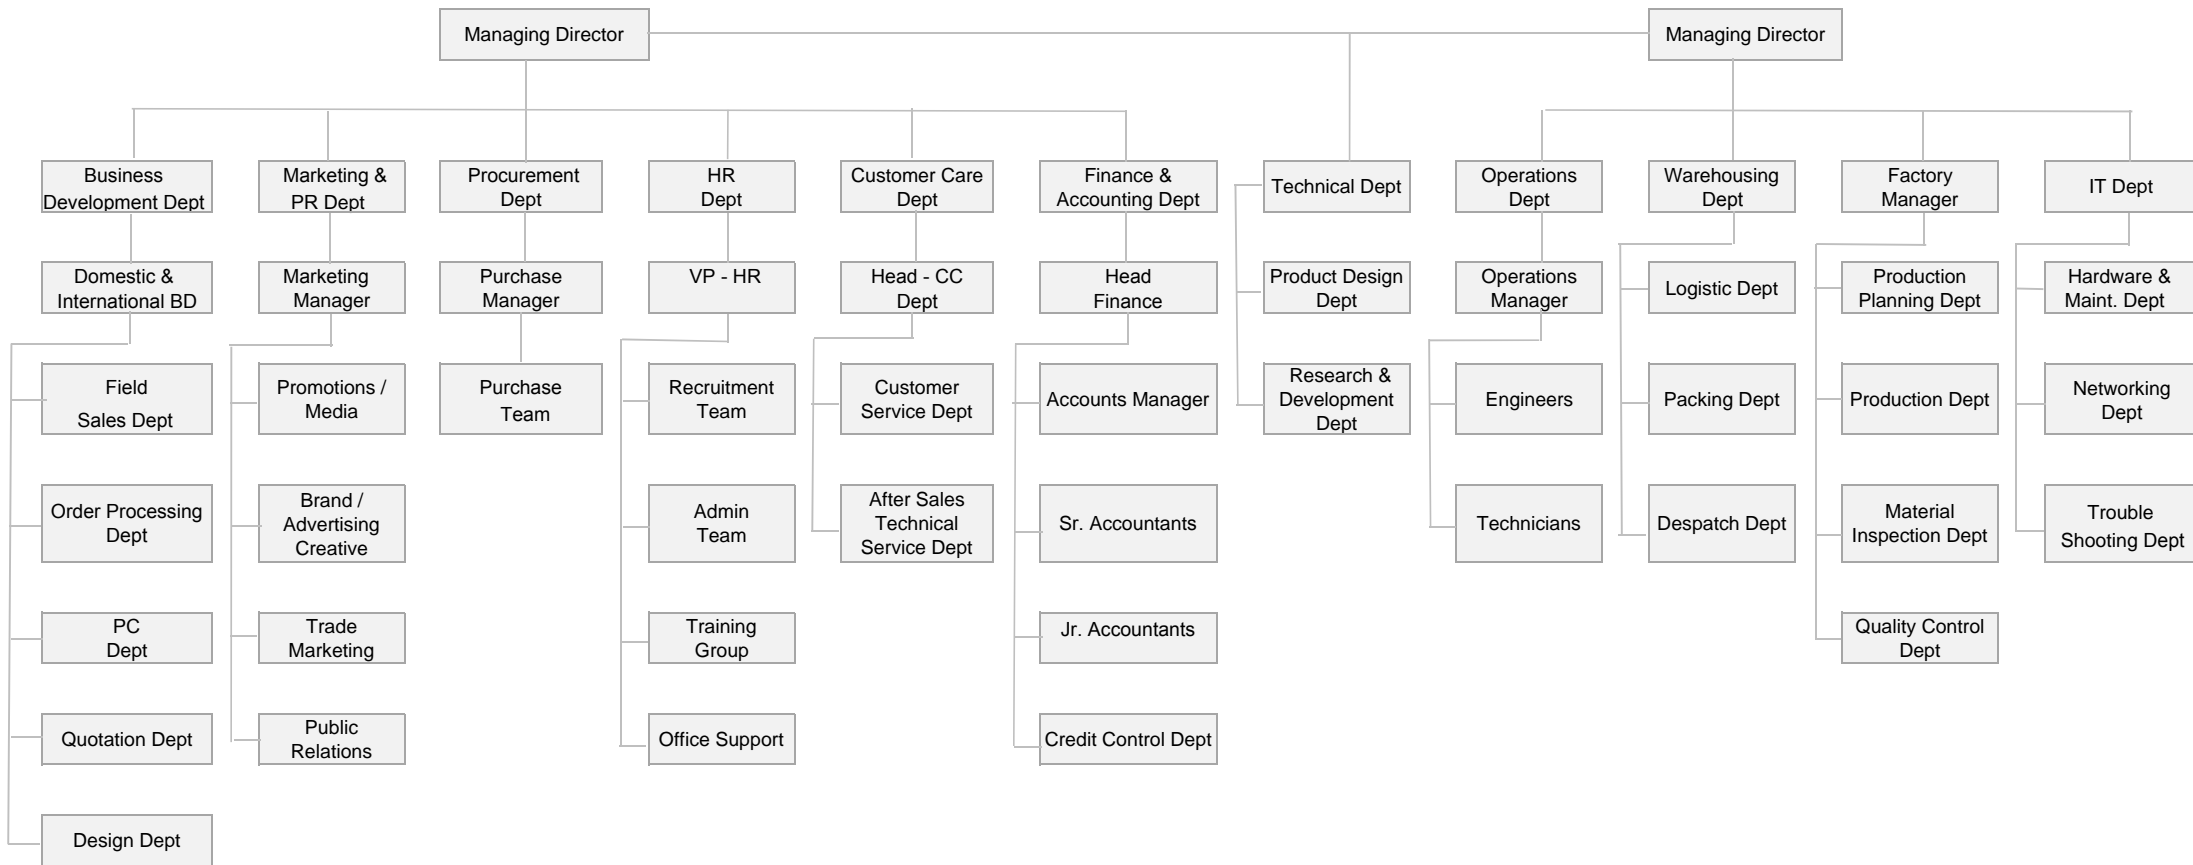 Managing Director
Managing Director
Business
Development Dept
Marketing &
PR Dept
Procurement
Dept
HR
Dept
Customer Care
Dept
Finance &
Accounting Dept
Technical Dept
Operations
Dept
Warehousing
Dept
Factory
Manager
IT Dept
Domestic &
International BD
Marketing
Manager
Purchase
Manager
VP - HR
Head - CC
Dept
Head
Finance
Product Design
Dept
Operations
Manager
Logistic Dept
Production
Planning Dept
Hardware &
Maint. Dept
Field
Sales Dept
Promotions /
Media
Purchase
Team
Recruitment
Team
Customer
Service Dept
Accounts Manager
Research &
Development
Dept
Engineers
Packing Dept
Production Dept
Networking
Dept
Order Processing
Dept
Brand /
Advertising
Creative
Admin
Team
After Sales
Technical
Service Dept
Sr. Accountants
Technicians
Despatch Dept
Material
Inspection Dept
Trouble
Shooting Dept
PC
Dept
Trade
Marketing
Training
Group
Jr. Accountants
Quality Control
Dept
Quotation Dept
Public
Relations
Office Support
Credit Control Dept
Design Dept